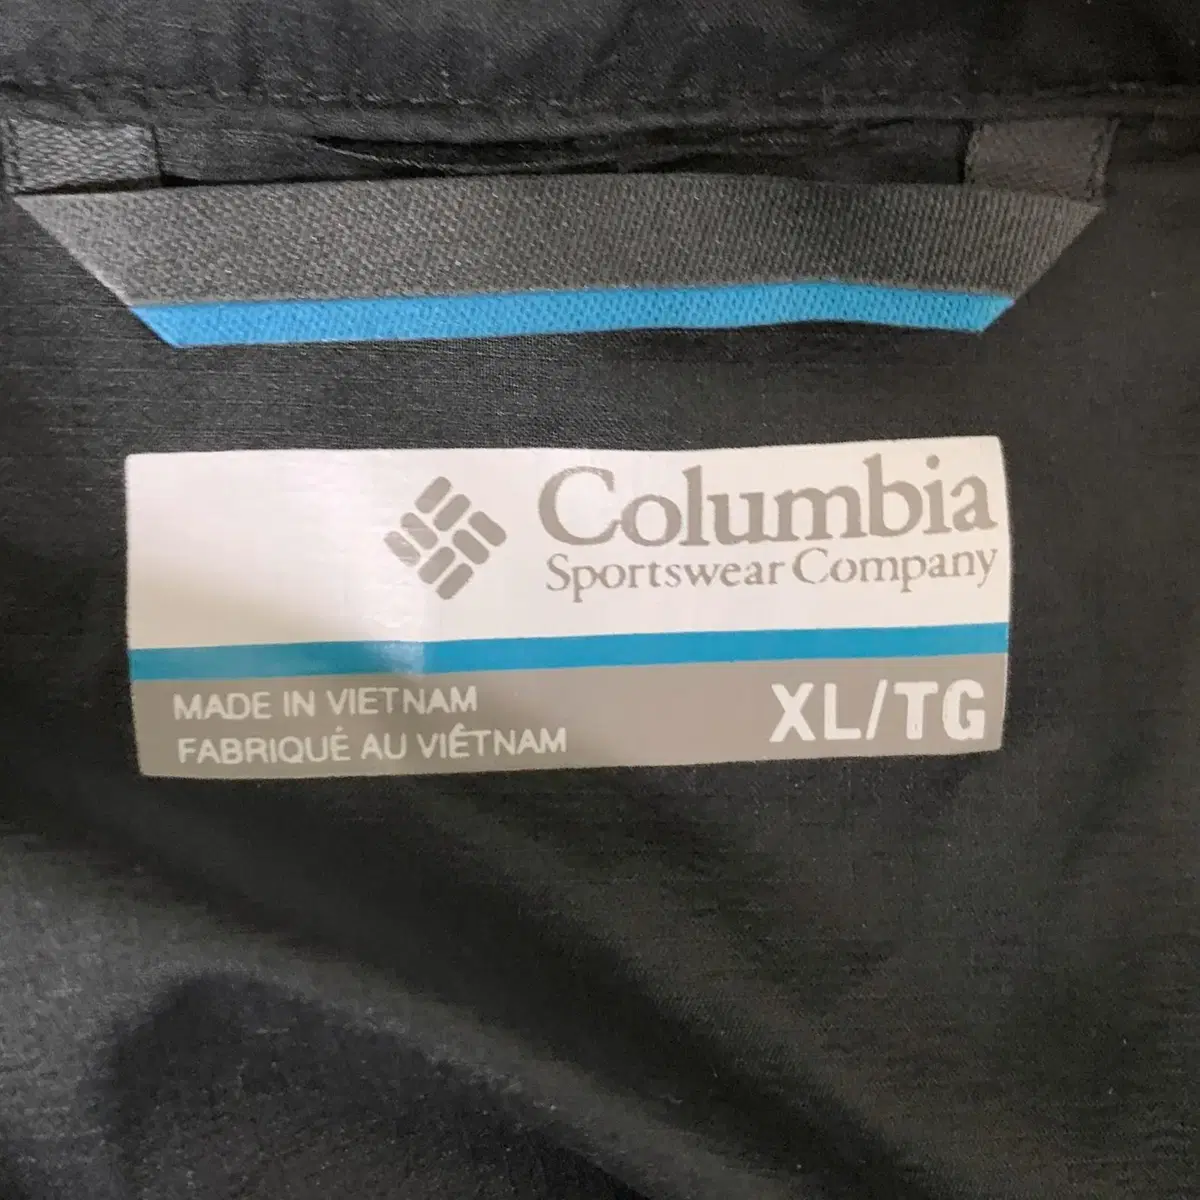 Columbia
Sportswear Company
MADE IN VIETNAM
FABRIQUÉ AU VIÊTNAM
XL/TG